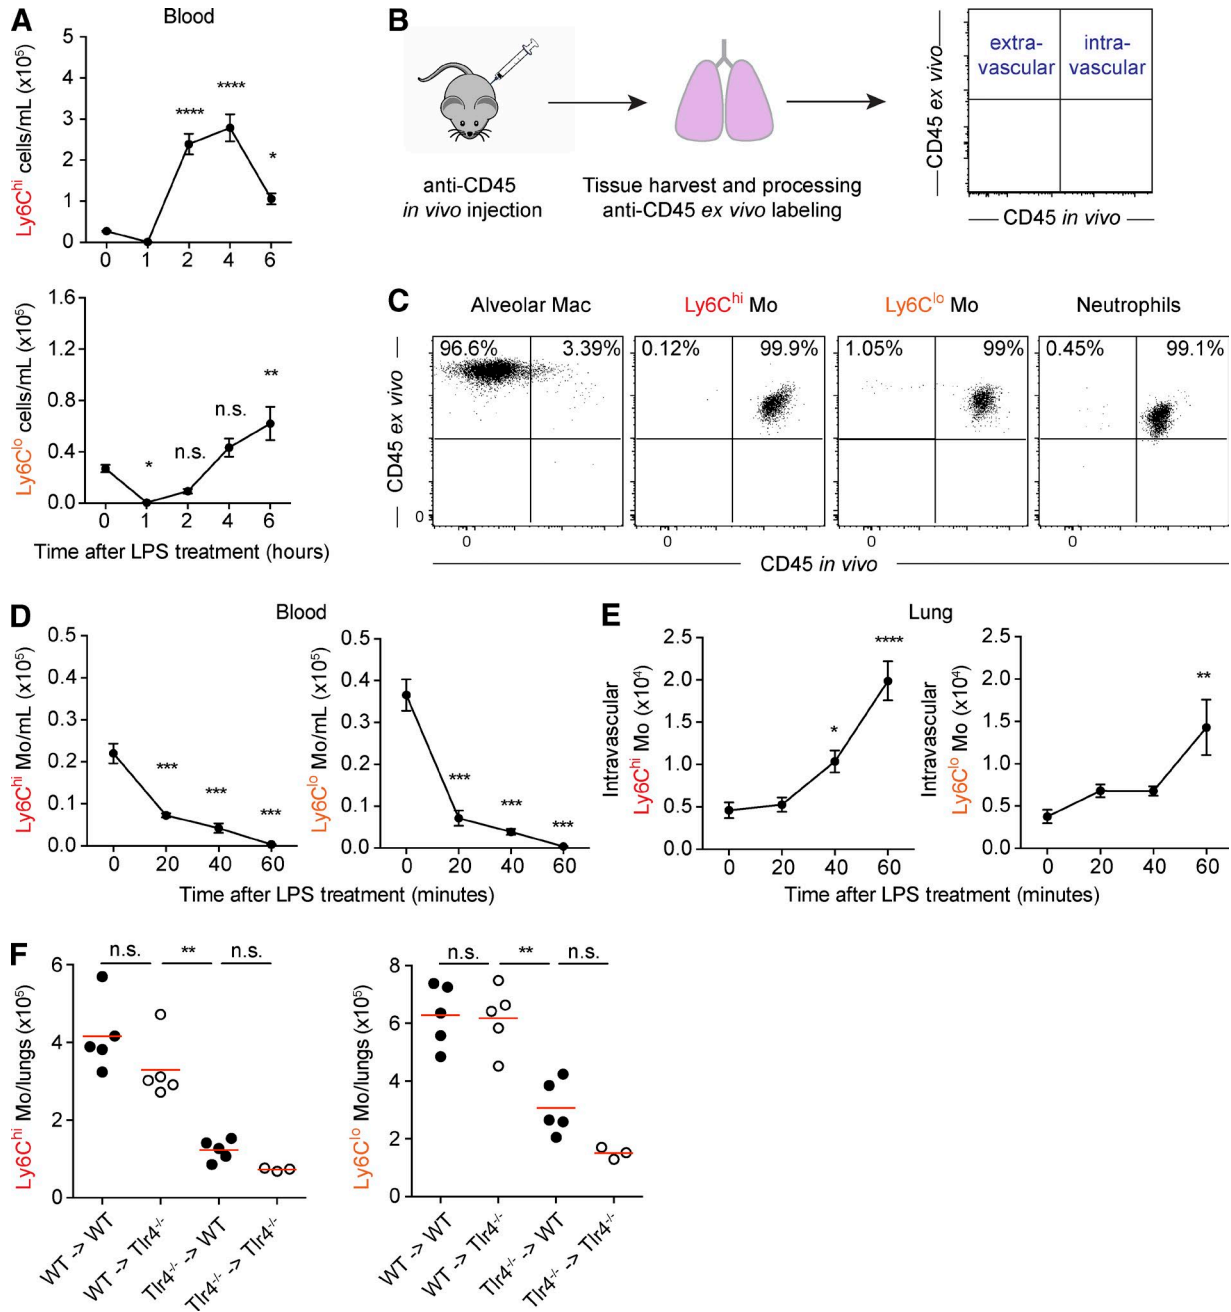 A
Blood
Ly6Chi cells/mL (x10⁵)
5
4
3
2
1
0
****
****
*
0 1 2 4 6
Ly6Clo cells/mL (x10⁵)
1.6
1.2
0.8
0.4
0.0
*
n.s.
n.s.
**
0 1 2 4 6
Time after LPS treatment (hours)
B
anti-CD45
in vivo injection
Tissue harvest and processing
anti-CD45 ex vivo labeling
CD45 ex vivo
extra-
vascular
intra-
vascular
CD45 in vivo
C
Alveolar Mac
Ly6Chi Mo
Ly6Clo Mo
Neutrophils
CD45 ex vivo
96.6% 3.39%
0.12% 99.9%
1.05% 99%
0.45% 99.1%
0
0 0 0 0
CD45 in vivo
D
Blood
Ly6Chi Mo/mL (x10⁵)
0.5
0.4
0.3
0.2
0.1
0.0
***
***
***
0 20 40 60
Ly6Clo Mo/mL (x10⁵)
0.5
0.4
0.3
0.2
0.1
0.0
***
***
***
0 20 40 60
Time after LPS treatment (minutes)
E
Lung
Intravascular
Ly6Chi Mo (x10⁴)
2.5
2.0
1.5
1.0
0.5
0.0
*
****
0 20 40 60
Intravascular
Ly6Clo Mo (x10⁴)
2.5
2.0
1.5
1.0
0.5
0.0
**
0 20 40 60
Time after LPS treatment (minutes)
F
Ly6Chi Mo/lungs (x10⁵)
6
4
2
0
n.s. ** n.s.
WT -> WT
WT -> Tlr4-/-
Tlr4-/- -> WT
Tlr4-/- -> Tlr4-/-
Ly6Clo Mo/lungs (x10⁵)
8
6
4
2
0
n.s. ** n.s.
WT -> WT
WT -> Tlr4-/-
Tlr4-/- -> WT
Tlr4-/- -> Tlr4-/-